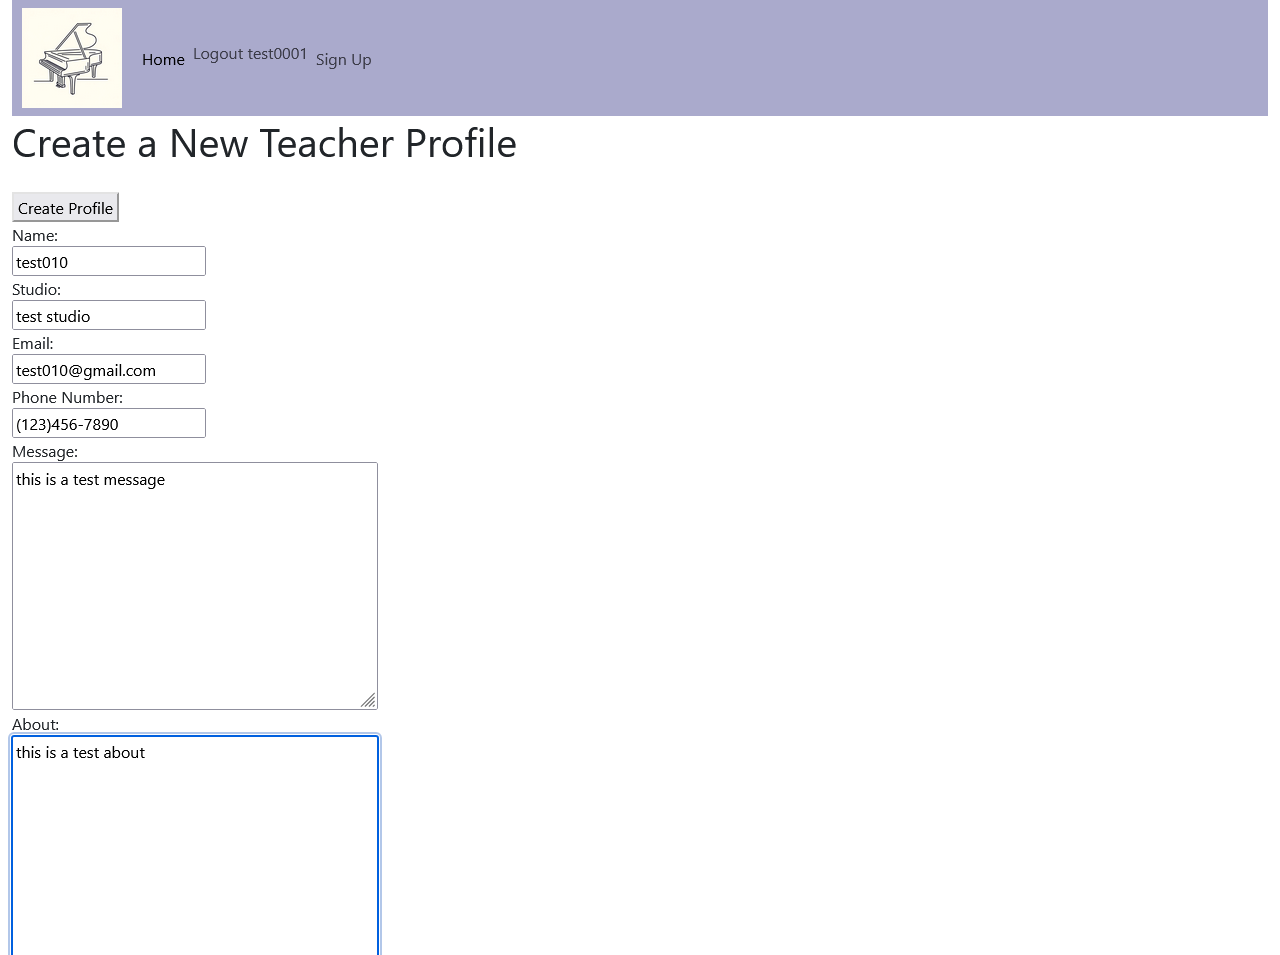 Home Logout test0001 Sign Up
Create a New Teacher Profile
Create Profile
Name:
test010
Studio:
test studio
Email:
test010@gmail.com
Phone Number:
(123)456-7890
Message:
this is a test message
About:
this is a test about